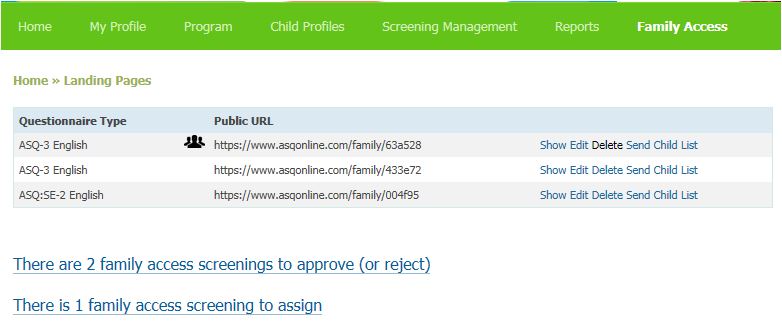 Home My Profile Program Child Profiles Screening Management Reports Family Access
Home » Landing Pages
Questionnaire Type Public URL
ASQ-3 English https://www.asqonline.com/family/63a528 Show Edit Delete Send Child List
ASQ-3 English https://www.asqonline.com/family/433e72 Show Edit Delete Send Child List
ASQ:SE-2 English https://www.asqonline.com/family/004f95 Show Edit Delete Send Child List
There are 2 family access screenings to approve (or reject)
There is 1 family access screening to assign